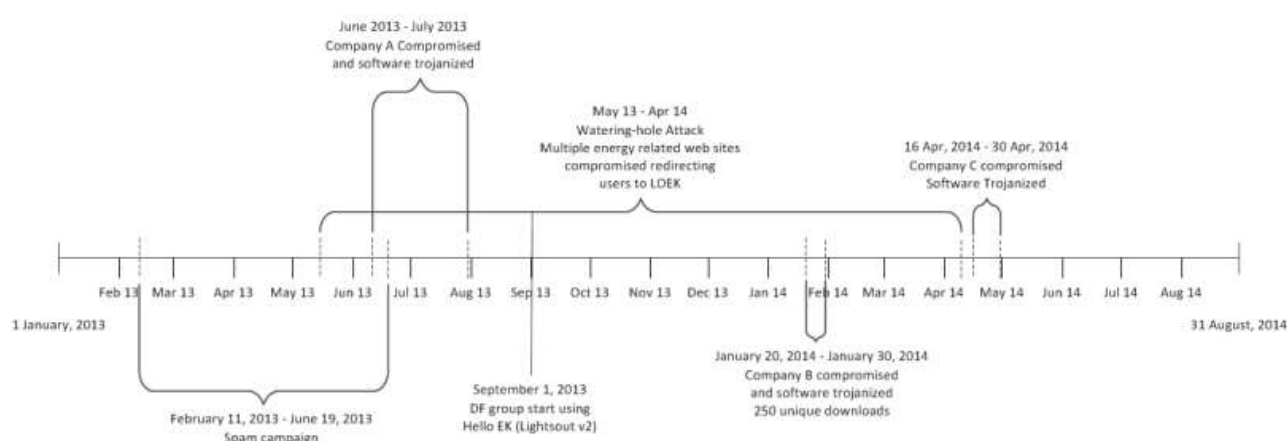 June 2013 - July 2013
Company A Compromised
and software trojanized
May 13 - Apr 14
Watering-hole Attack
Multiple energy related web sites
compromised redirecting
users to LOEK
16 Apr, 2014 - 30 Apr, 2014
Company C compromised
Software Trojanized
Feb 13 Mar 13 Apr 13 May 13 Jun 13 Jul 13 Aug 13 Sep 13 Oct 13 Nov 13 Dec 13 Jan 14 Feb 14 Mar 14 Apr 14 May 14 Jun 14 Jul 14 Aug 14
1 January, 2013
31 August, 2014
February 11, 2013 - June 19, 2013
Spam campaign
September 1, 2013
DF group start using
Hello EK (Lightsout v2)
January 20, 2014 - January 30, 2014
Company B compromised
and software trojanized
250 unique downloads